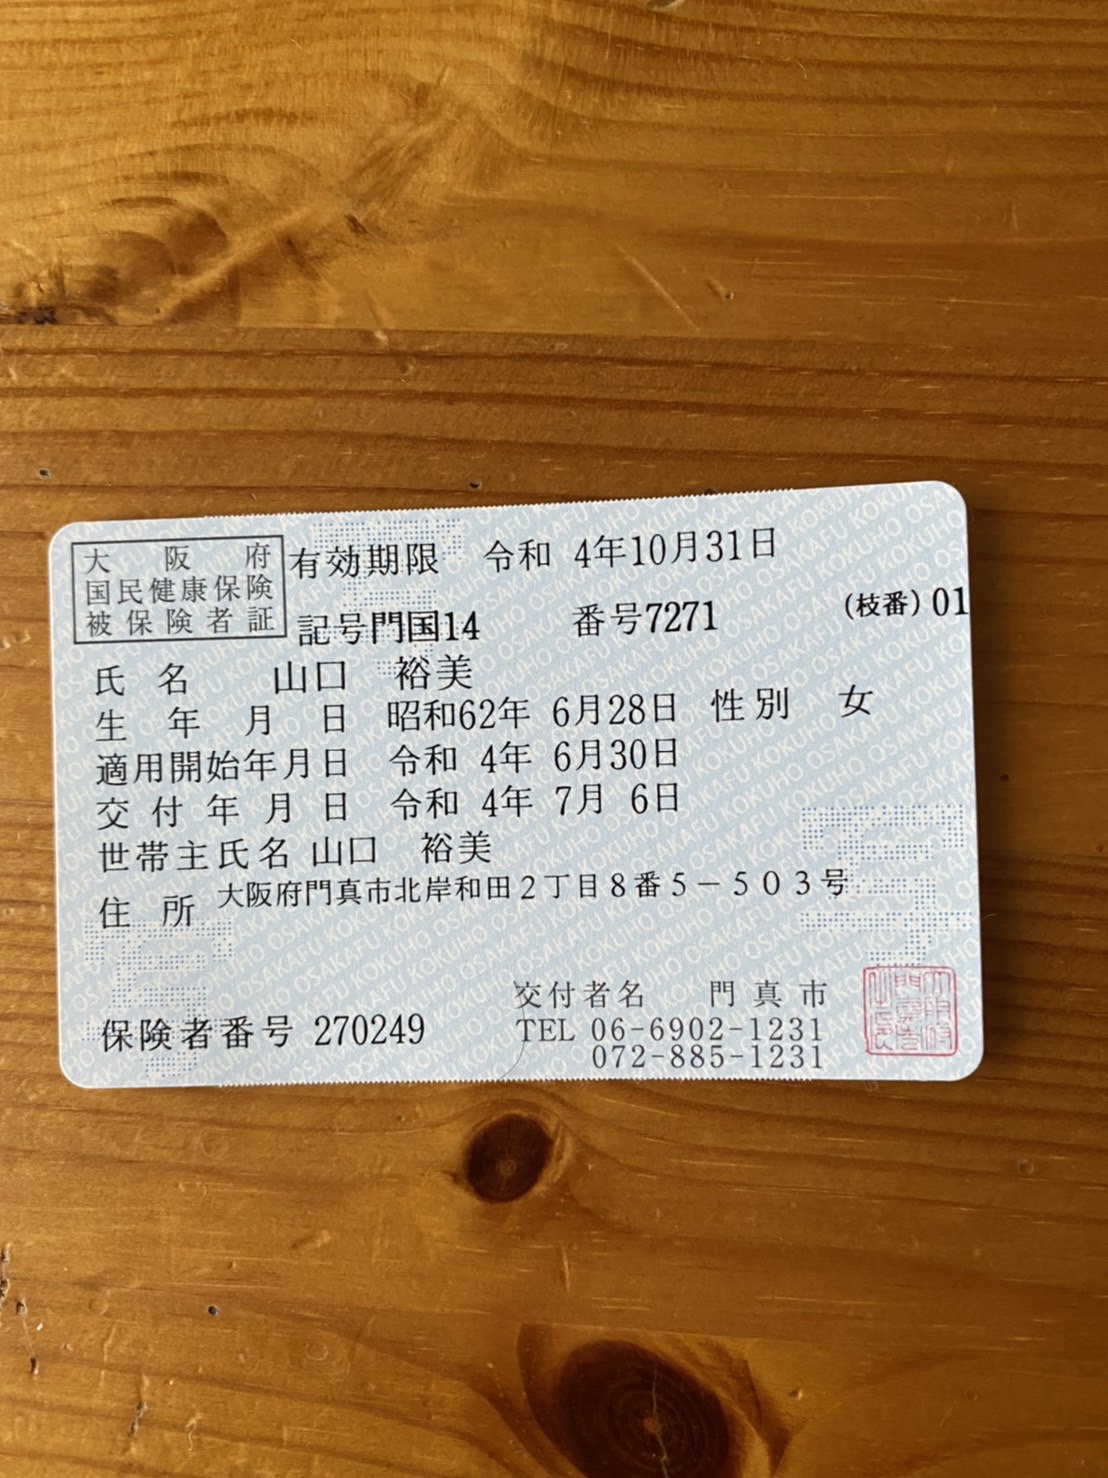 大阪府
国民健康保険
被保険者証
有効期限 令和 4年10月31日
記号門国14 番号7271 (枝番)01
氏名 山口 裕美
生年月日 昭和62年 6月28日 性別 女
適用開始年月日 令和 4年 6月30日
交付年月日 令和 4年 7月 6日
世帯主氏名 山口 裕美
住所 大阪府門真市北岸和田2丁目8番5-503号
保険者番号 270249
交付者名 門真市
TEL 06-6902-1231
072-885-1231
OSAKAFU KOKUHO